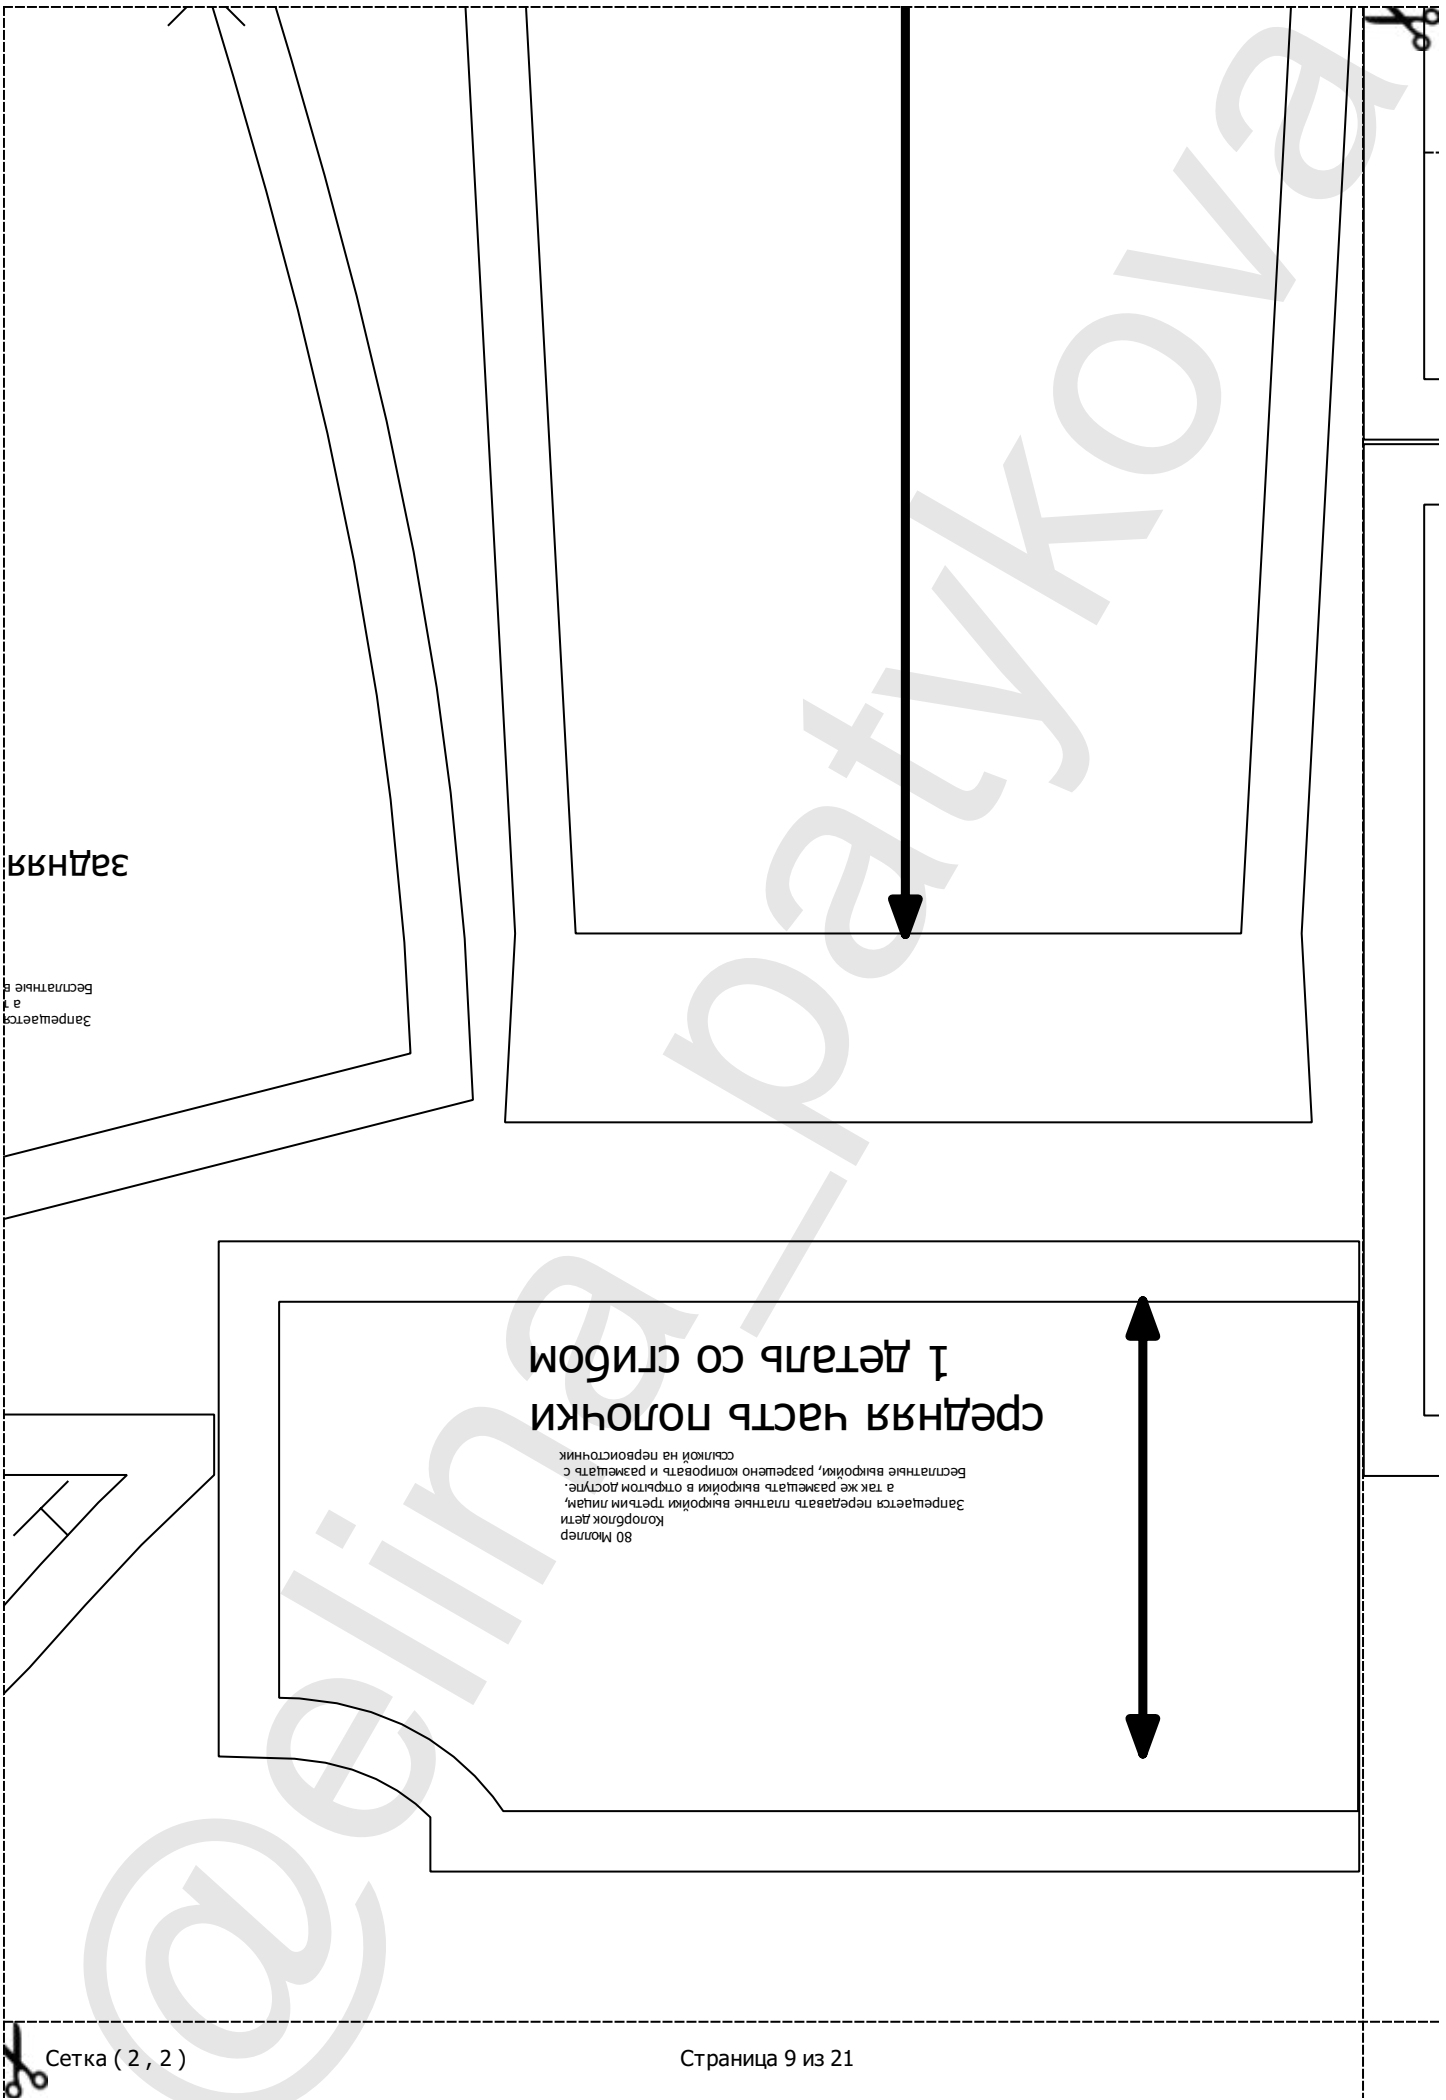 задняя
Бесплатные в
а т
Запрещается
1 деталь со сгибом
средняя часть полочки
80 Мюллер
Колорблок дети
Запрещается передавать платные выкройки третьим лицам,
а так же размещать выкройки в открытом доступе.
Бесплатные выкройки, разрешено копировать и размещать с
ссылкой на первоисточник
@elina_patykova
Сетка ( 2 , 2 )
Страница 9 из 21